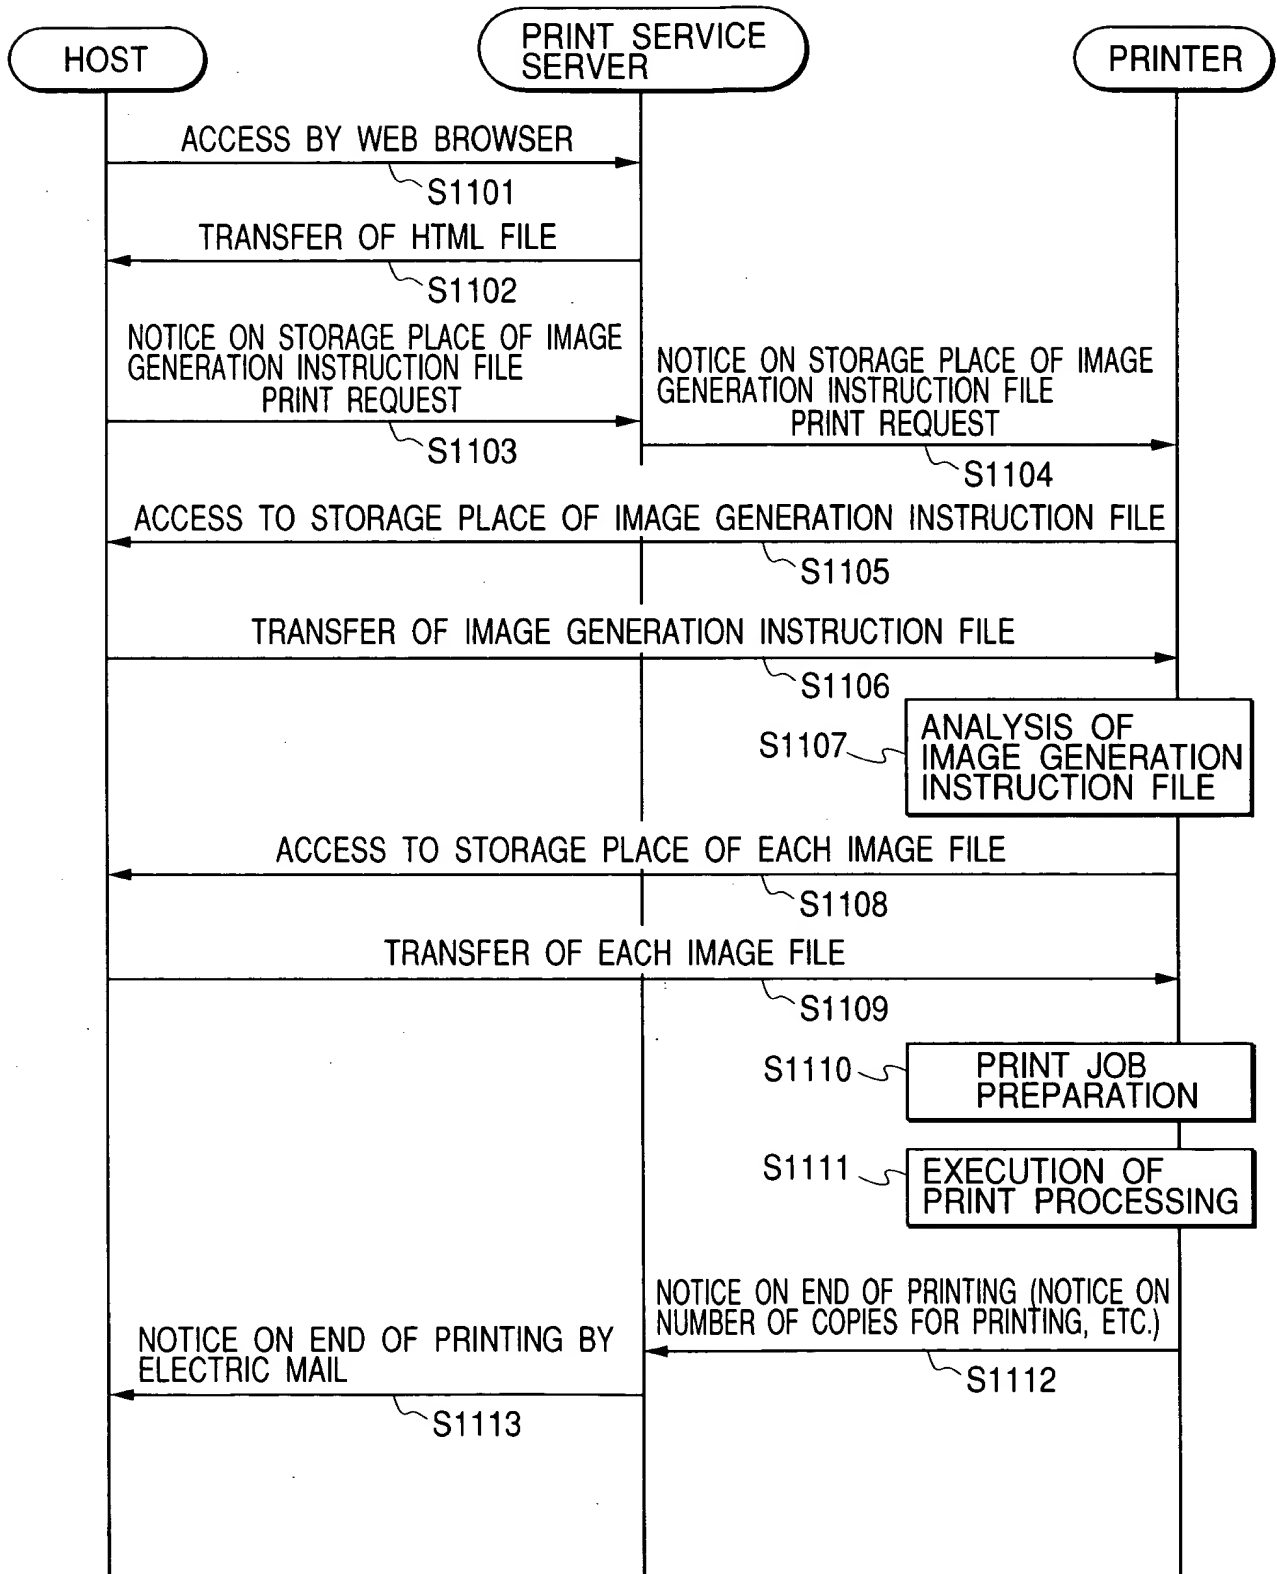 HOST
PRINT SERVICE
SERVER
PRINTER
ACCESS BY WEB BROWSER
S1101
TRANSFER OF HTML FILE
S1102
NOTICE ON STORAGE PLACE OF IMAGE
GENERATION INSTRUCTION FILE
PRINT REQUEST
S1103
NOTICE ON STORAGE PLACE OF IMAGE
GENERATION INSTRUCTION FILE
PRINT REQUEST
S1104
ACCESS TO STORAGE PLACE OF IMAGE GENERATION INSTRUCTION FILE
S1105
TRANSFER OF IMAGE GENERATION INSTRUCTION FILE
S1106
S1107
ANALYSIS OF
IMAGE GENERATION
INSTRUCTION FILE
ACCESS TO STORAGE PLACE OF EACH IMAGE FILE
S1108
TRANSFER OF EACH IMAGE FILE
S1109
S1110
PRINT JOB
PREPARATION
S1111
EXECUTION OF
PRINT PROCESSING
NOTICE ON END OF PRINTING (NOTICE ON
NUMBER OF COPIES FOR PRINTING, ETC.)
S1112
NOTICE ON END OF PRINTING BY
ELECTRIC MAIL
S1113